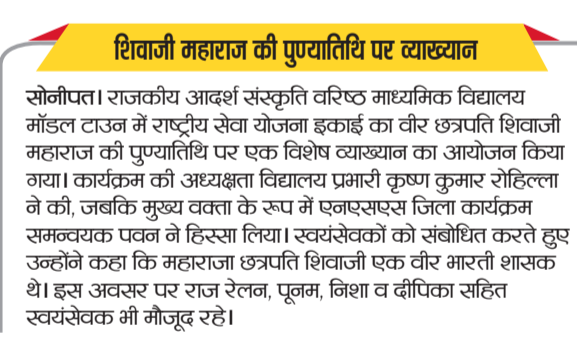 शिवाजी महाराज की पुण्यातिथि पर व्याख्यान
सोनीपत। राजकीय आदर्श संस्कृति वरिष्ठ माध्यमिक विद्यालय
मॉडल टाउन में राष्ट्रीय सेवा योजना इकाई का वीर छत्रपति शिवाजी
महाराज की पुण्यातिथि पर एक विशेष व्याख्यान का आयोजन किया
गया। कार्यक्रम की अध्यक्षता विद्यालय प्रभारी कृष्ण कुमार रोहिल्ला
ने की, जबकि मुख्य वक्ता के रूप में एनएसएस जिला कार्यक्रम
समन्वयक पवन ने हिस्सा लिया। स्वयंसेवकों को संबोधित करते हुए
उन्होंने कहा कि महाराजा छत्रपति शिवाजी एक वीर भारती शासक
थे। इस अवसर पर राज रेलन, पूनम, निशा व दीपिका सहित
स्वयंसेवक भी मौजूद रहे।